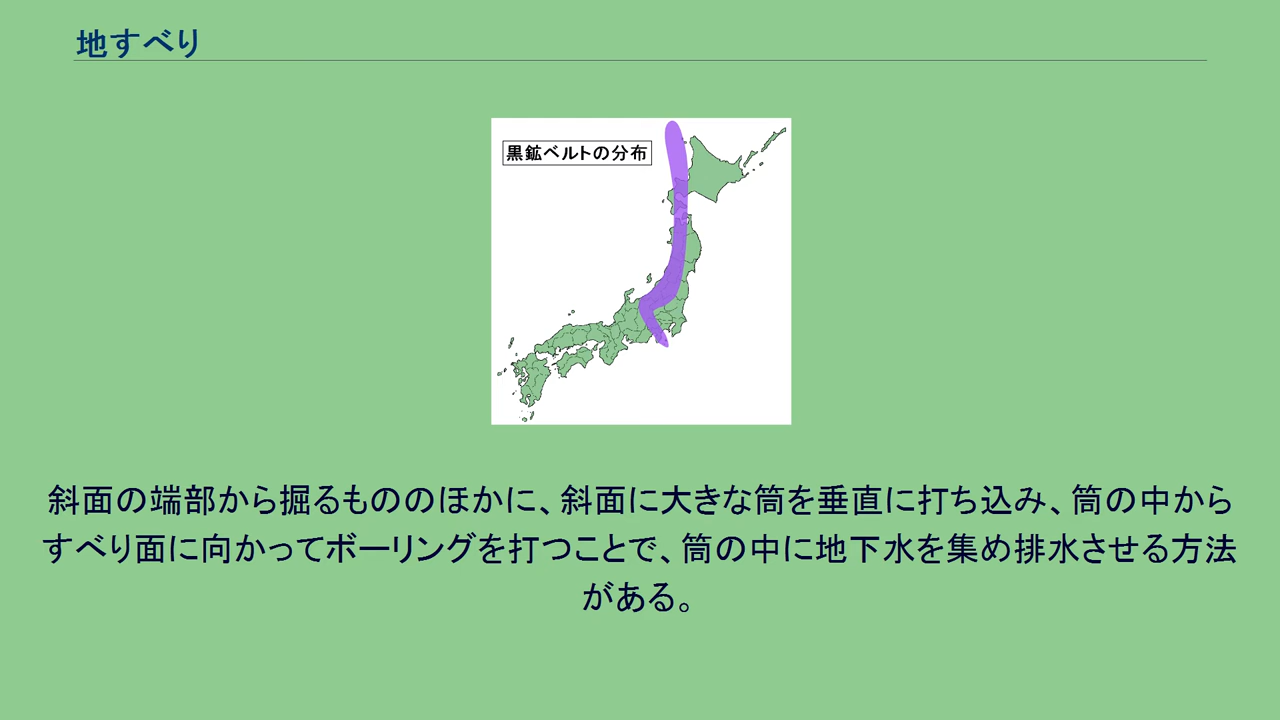 地すべり
黒鉱ベルトの分布
斜面の端部から掘るもののほかに、斜面に大きな筒を垂直に打ち込み、筒の中から
すべり面に向かってボーリングを打つことで、筒の中に地下水を集め排水させる方法
がある。